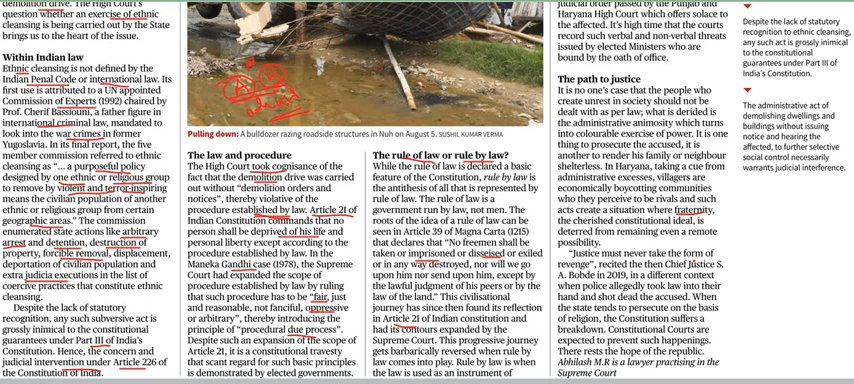 demolition drive. The High Court's
question whether an exercise of ethnic
cleansing is being carried out by the State
brings us to the heart of the issue.
Within Indian law
Ethnic cleansing is not defined by the
Indian Penal Code or international law. Its
first use is attributed to a UN appointed
Commission of Experts (1992) chaired by
Prof. Cherif Bassiouni, a father figure in
international criminal law, mandated to
look into the war crimes in former
Yugoslavia. In its final report, the five
member commission referred to ethnic
cleansing as "… a purposeful policy
designed by one ethnic or religious group
to remove by violent and terror-inspiring
means the civilian population of another
ethnic or religious group from certain
geographic areas." The commission
enumerated state actions like arbitrary
arrest and detention, destruction of
property, forcible removal, displacement,
deportation of civilian population and
extra judicia executions in the list of
coercive practices that constitute ethnic
cleansing.
Despite the lack of statutory
recognition, any such subversive act is
grossly inimical to the constitutional
guarantees under Part III of India's
Constitution. Hence, the concern and
judicial intervention under Article 226 of
the Constitution of India.
Pulling down: A bulldozer razing roadside structures in Nuh on August 5. SUSHIL KUMAR VERMA
The law and procedure
The High Court took cognisance of the
fact that the demolition drive was carried
out without "demolition orders and
notices", thereby violative of the
procedure established by law. Article 21 of
Indian Constitution commands that no
person shall be deprived of his life and
personal liberty except according to the
procedure established by law. In the
Maneka Gandhi case (1978), the Supreme
Court had expanded the scope of
procedure established by law by ruling
that such procedure has to be "fair, just
and reasonable, not fanciful, oppressive
or arbitrary", thereby introducing the
principle of "procedural due process".
Despite such an expansion of the scope of
Article 21, it is a constitutional travesty
that scant regard for such basic principles
is demonstrated by elected governments.
The rule of law or rule by law?
While the rule of law is declared a basic
feature of the Constitution, rule by law is
the antithesis of all that is represented by
rule of law. The rule of law is a
government run by law, not men. The
roots of the idea of a rule of law can be
seen in Article 39 of Magna Carta (1215)
that declares that "No freemen shall be
taken or imprisoned or disseised or exiled
or in any way destroyed, nor will we go
upon him nor send upon him, except by
the lawful judgment of his peers or by the
law of the land." This civilisational
journey has since then found its reflection
in Article 21 of Indian constitution and
had its contours expanded by the
Supreme Court. This progressive journey
gets barbarically reversed when rule by
law comes into play. Rule by law is when
the law is used as an instrument of
judicial order passed by the Punjab and
Haryana High Court which offers solace to
the affected. It's high time that the courts
record such verbal and non-verbal threats
issued by elected Ministers who are
bound by the oath of office.
The path to justice
It is no one's case that the people who
create unrest in society should not be
dealt with as per law; what is derided is
the administrative animosity which turns
into colourable exercise of power. It is one
thing to prosecute the accused, it is
another to render his family or neighbour
shelterless. In Haryana, taking a cue from
administrative excesses, villagers are
economically boycotting communities
who they perceive to be rivals and such
acts create a situation where fraternity,
the cherished constitutional ideal, is
deterred from remaining even a remote
possibility.
"Justice must never take the form of
revenge", recited the then Chief Justice S.
A. Bobde in 2019, in a different context
when police allegedly took law into their
hand and shot dead the accused. When
the state tends to persecute on the basis
of religion, the Constitution suffers a
breakdown. Constitutional Courts are
expected to prevent such happenings.
There rests the hope of the republic.
Abhilash M.R is a lawyer practising in the
Supreme Court
Despite the lack of statutory
recognition to ethnic cleansing,
any such act is grossly inimical
to the constitutional
guarantees under Part III of
India's Constitution.
The administrative act of
demolishing dwellings and
buildings without issuing
notice and hearing the
affected, to further selective
social control necessarily
warrants judicial interference.